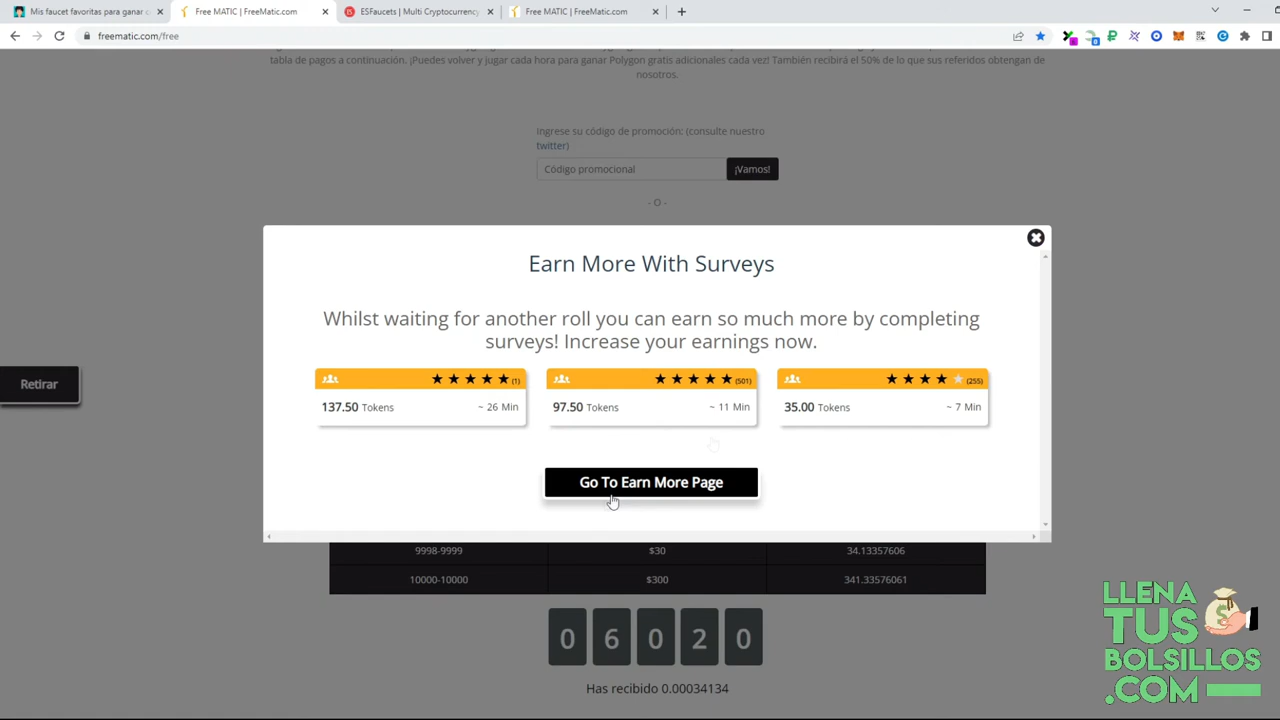 Mis faucet favoritas para ganar c
Free MATIC | FreeMatic.com
ESFaucets | Multi Cryptocurrency
Free MATIC | FreeMatic.com
freematic.com/free
tabla de pagos a continuación. ¡Puedes volver y jugar cada hora para ganar Polygon gratis adicionales cada vez! También recibirá el 50% de lo que sus referidos obtengan de
nosotros.
Ingrese su código de promoción: (consulte nuestro
twitter)
Código promocional
¡Vamos!
- O -
Earn More With Surveys
Whilst waiting for another roll you can earn so much more by completing
surveys! Increase your earnings now.
(1)
(501)
(255)
137.50 Tokens ~ 26 Min
97.50 Tokens ~ 11 Min
35.00 Tokens ~ 7 Min
Retirar
Go To Earn More Page
9998-9999 $30 34.13357606
10000-10000 $300 341.33576061
0 6 0 2 0
Has recibido 0.00034134
LLENA
TUS
BOLSILLOS
.COM